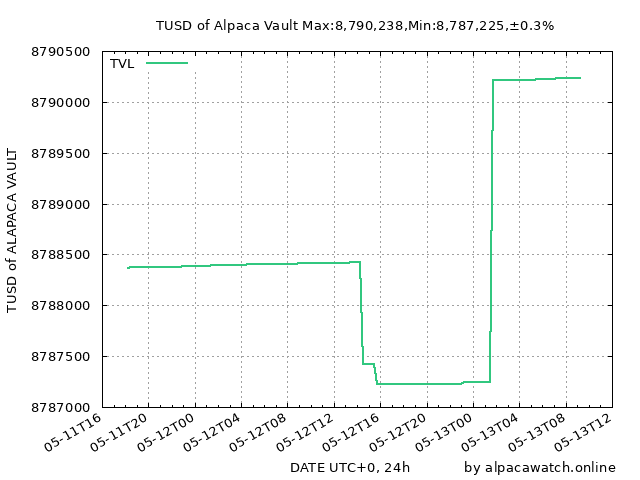 TUSD of Alpaca Vault Max:8,790,238,Min:8,787,225,±0.3%
TUSD of ALAPACA VAULT
TVL
8790500
8790000
8789500
8789000
8788500
8788000
8787500
8787000
05-11T16
05-11T20
05-12T00
05-12T04
05-12T08
05-12T12
05-12T16
05-12T20
05-13T00
05-13T04
05-13T08
05-13T12
DATE UTC+0, 24h
by alpacawatch.online